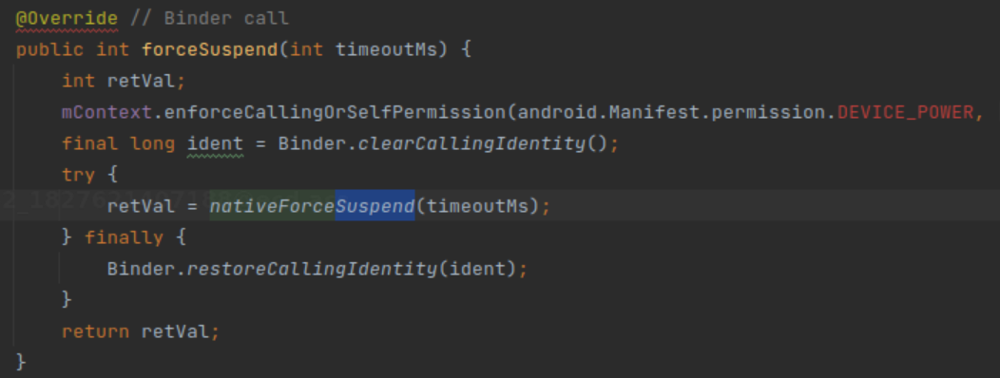 @Override // Binder call
public int forceSuspend(int timeoutMs) {
int retVal;
mContext.enforceCallingOrSelfPermission(android.Manifest.permission.DEVICE_POWER,
final long ident = Binder.clearCallingIdentity();
try {
retVal = nativeForceSuspend(timeoutMs);
} finally {
Binder.restoreCallingIdentity(ident);
}
return retVal;
}